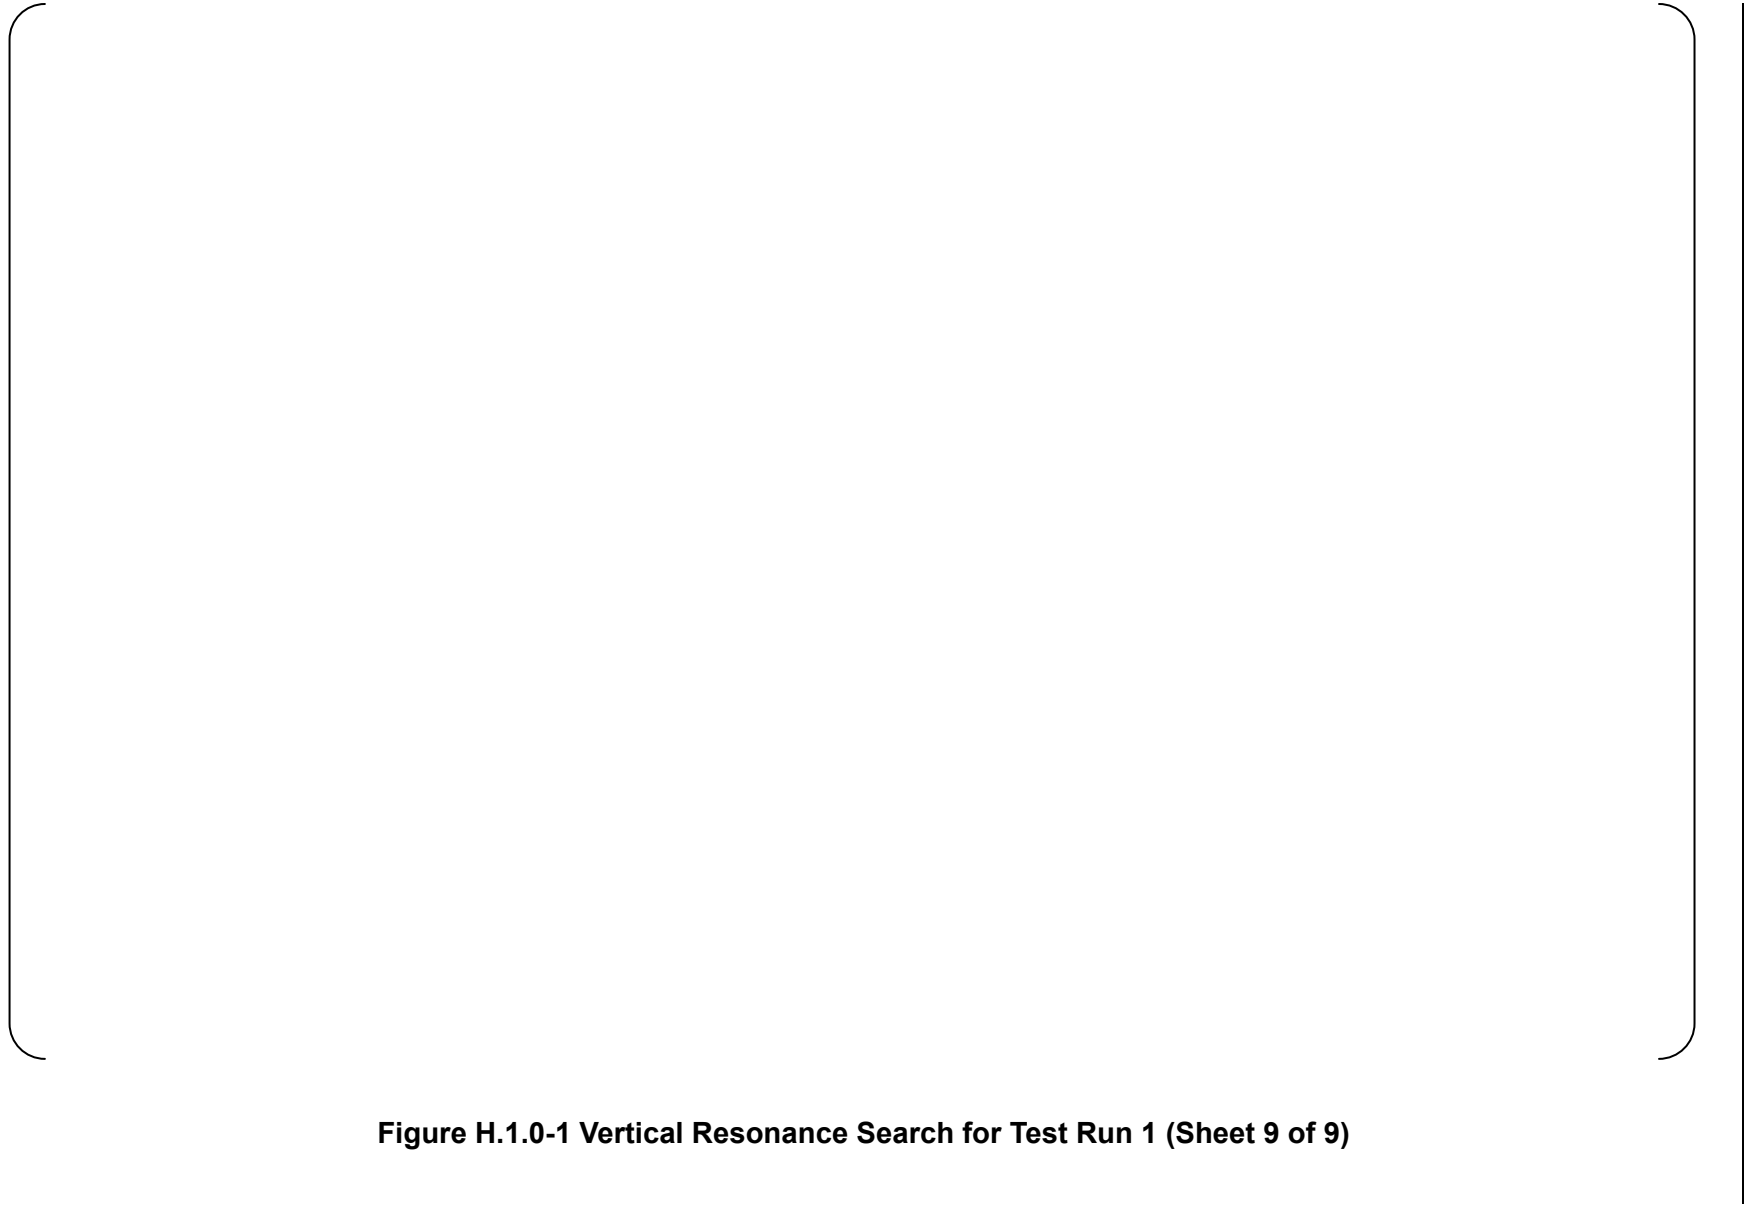 Figure H.1.0-1 Vertical Resonance Search for Test Run 1 (Sheet 9 of 9)